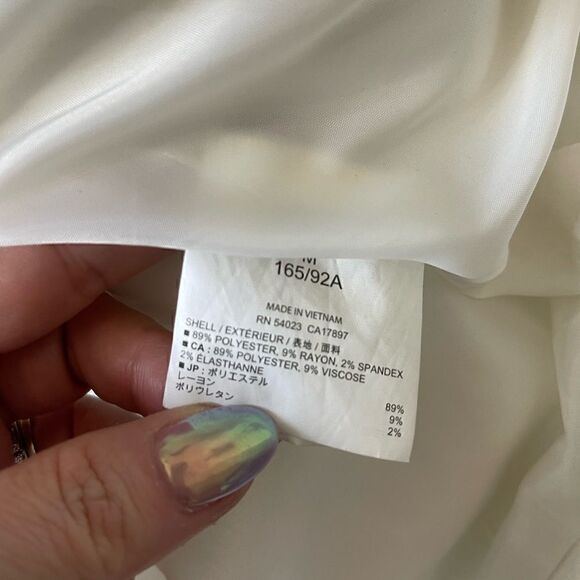 M
165/92A
MADE IN VIETNAM
RN 54023 CA17897
SHELL / EXTÉRIEUR / 表地 / 面料
■ 89% POLYESTER, 9% RAYON, 2% SPANDEX
■ CA : 89% POLYESTER, 9% VISCOSE
2% ÉLASTHANNE
■ JP : ポリエステル 89%
レーヨン 9%
ポリウレタン 2%